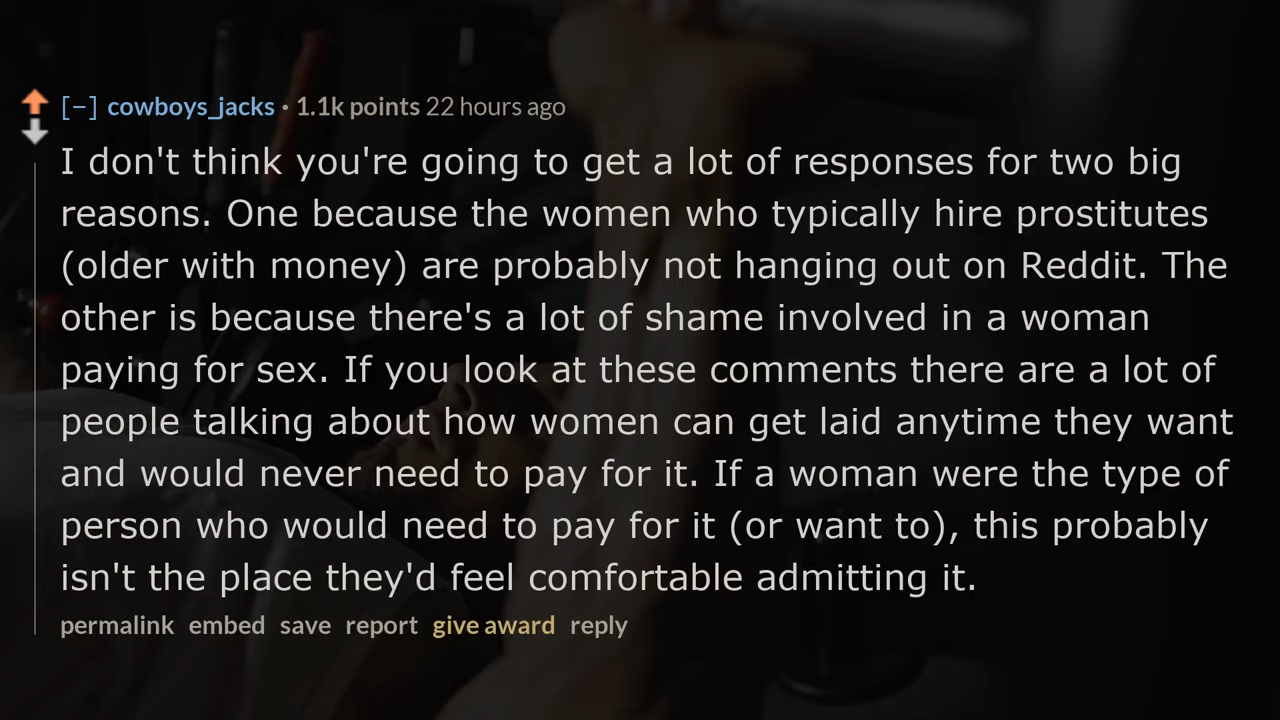 [−] cowboys_jacks · 1.1k points 22 hours ago
I don't think you're going to get a lot of responses for two big
reasons. One because the women who typically hire prostitutes
(older with money) are probably not hanging out on Reddit. The
other is because there's a lot of shame involved in a woman
paying for sex. If you look at these comments there are a lot of
people talking about how women can get laid anytime they want
and would never need to pay for it. If a woman were the type of
person who would need to pay for it (or want to), this probably
isn't the place they'd feel comfortable admitting it.
permalink embed save report give award reply